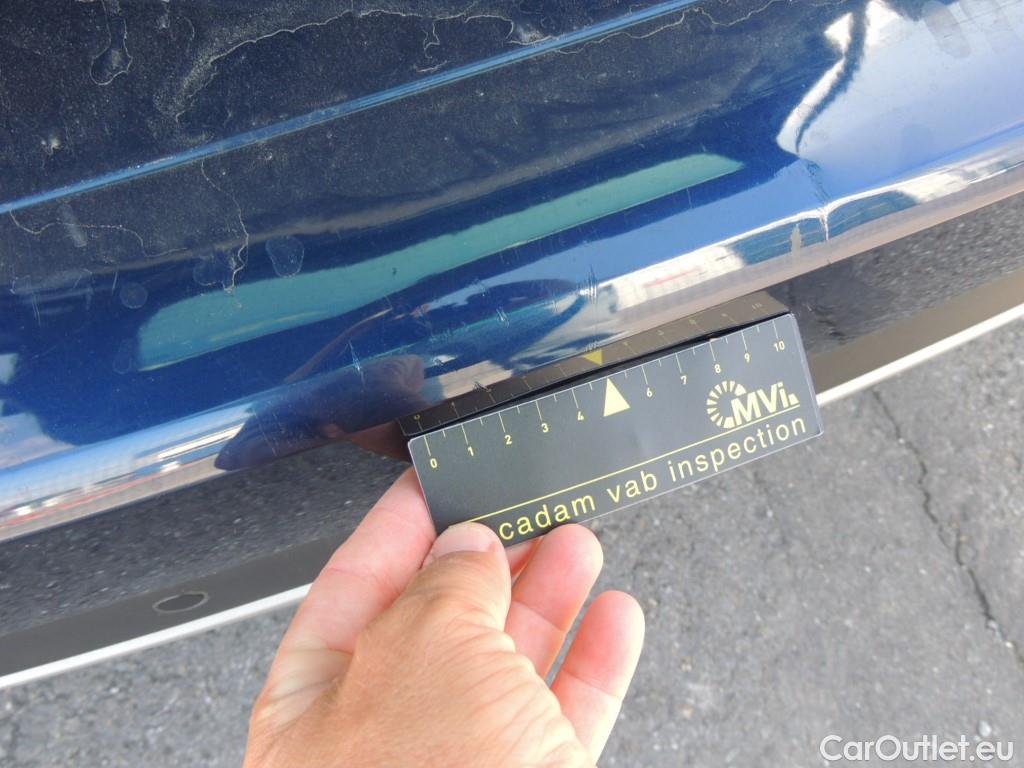 0 1 2 3 4 6 7 8 9 10
MVi.
cadam vab inspection
CarOutlet.eu